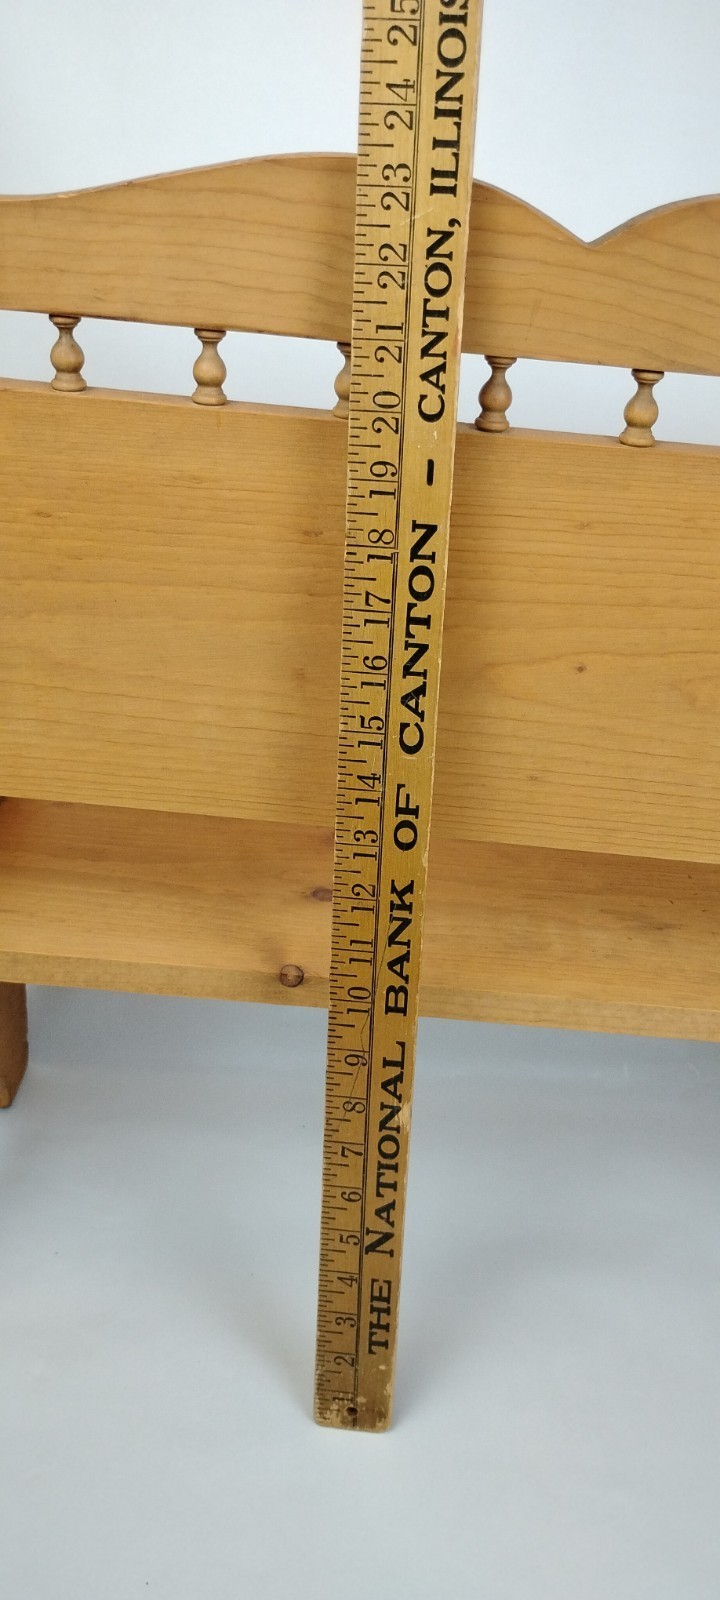 THE NATIONAL BANK OF CANTON - CANTON, ILLINOIS
1 2 3 4 5 6 7 8 9 10 11 12 13 14 15 16 17 18 19 20 21 22 23 24 25